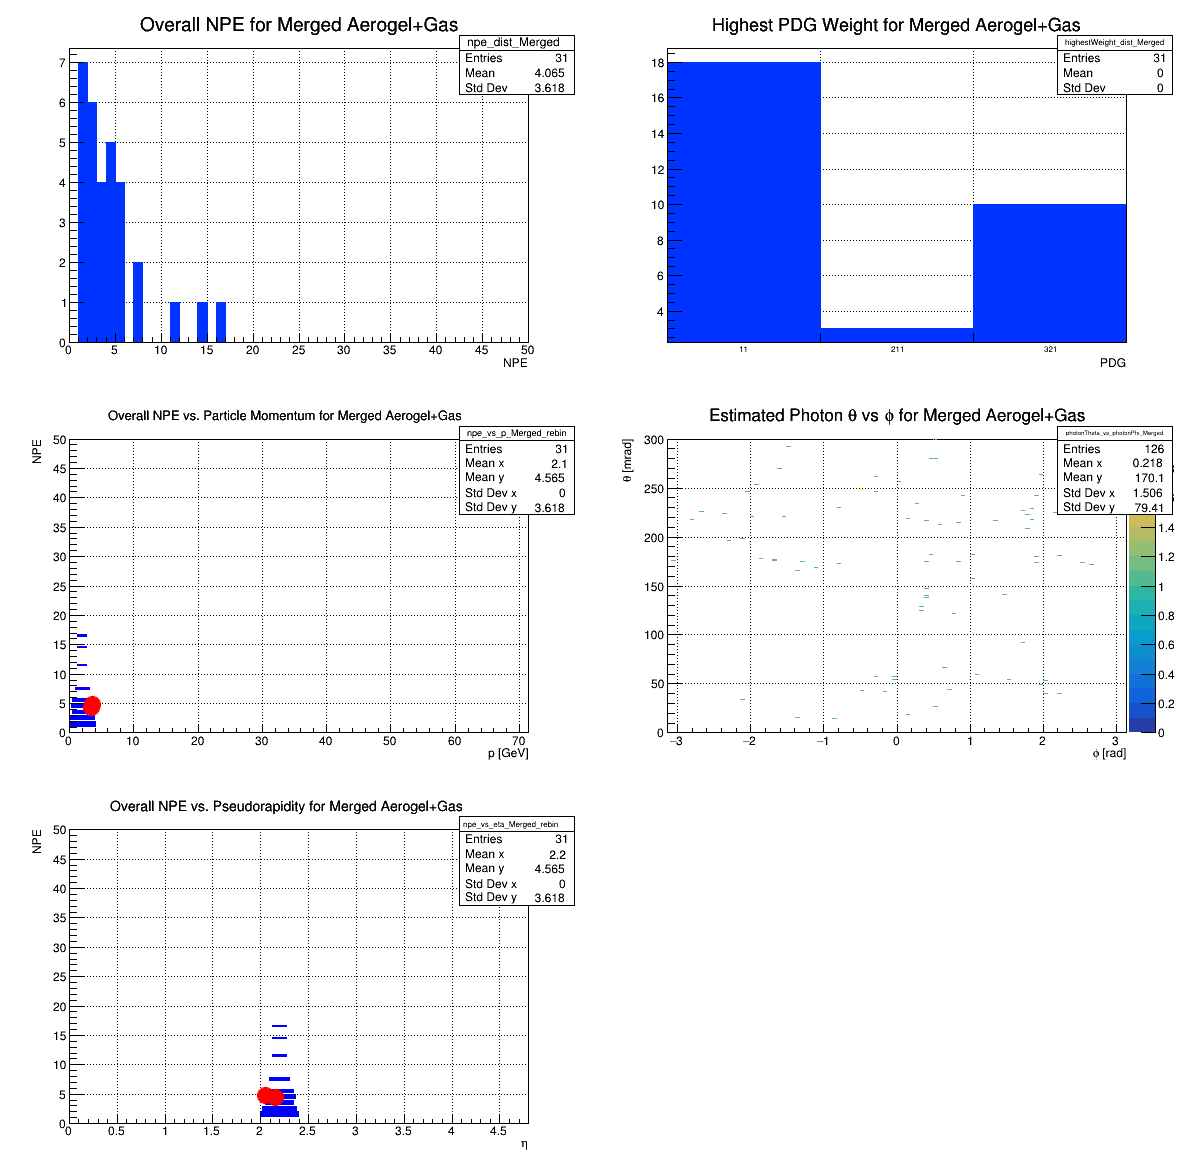 Overall NPE for Merged Aerogel+Gas
npe_dist_Merged
Entries 31
Mean 4.065
Std Dev 3.618
7
6
5
4
3
2
1
0
0 5 10 15 20 25 30 35 40 45 50
NPE
Highest PDG Weight for Merged Aerogel+Gas
highestWeight_dist_Merged
Entries 31
Mean 0
Std Dev 0
18
16
14
12
10
8
6
4
11 211 321
PDG
Overall NPE vs. Particle Momentum for Merged Aerogel+Gas
npe_vs_p_Merged_rebin
Entries 31
Mean x 2.1
Mean y 4.565
Std Dev x 0
Std Dev y 3.618
NPE
50
45
40
35
30
25
20
15
10
5
0
0 10 20 30 40 50 60 70
p [GeV]
Estimated Photon θ vs ϕ for Merged Aerogel+Gas
photonTheta_vs_photonPhi_Merged
Entries 126
Mean x 0.218
Mean y 170.1
Std Dev x 1.506
Std Dev y 79.41
θ [mrad]
300
250
200
150
100
50
0
−3 −2 −1 0 1 2 3
ϕ [rad]
1.4
1.2
1
0.8
0.6
0.4
0.2
0
Overall NPE vs. Pseudorapidity for Merged Aerogel+Gas
npe_vs_eta_Merged_rebin
Entries 31
Mean x 2.2
Mean y 4.565
Std Dev x 0
Std Dev y 3.618
NPE
50
45
40
35
30
25
20
15
10
5
0
0 0.5 1 1.5 2 2.5 3 3.5 4 4.5
η